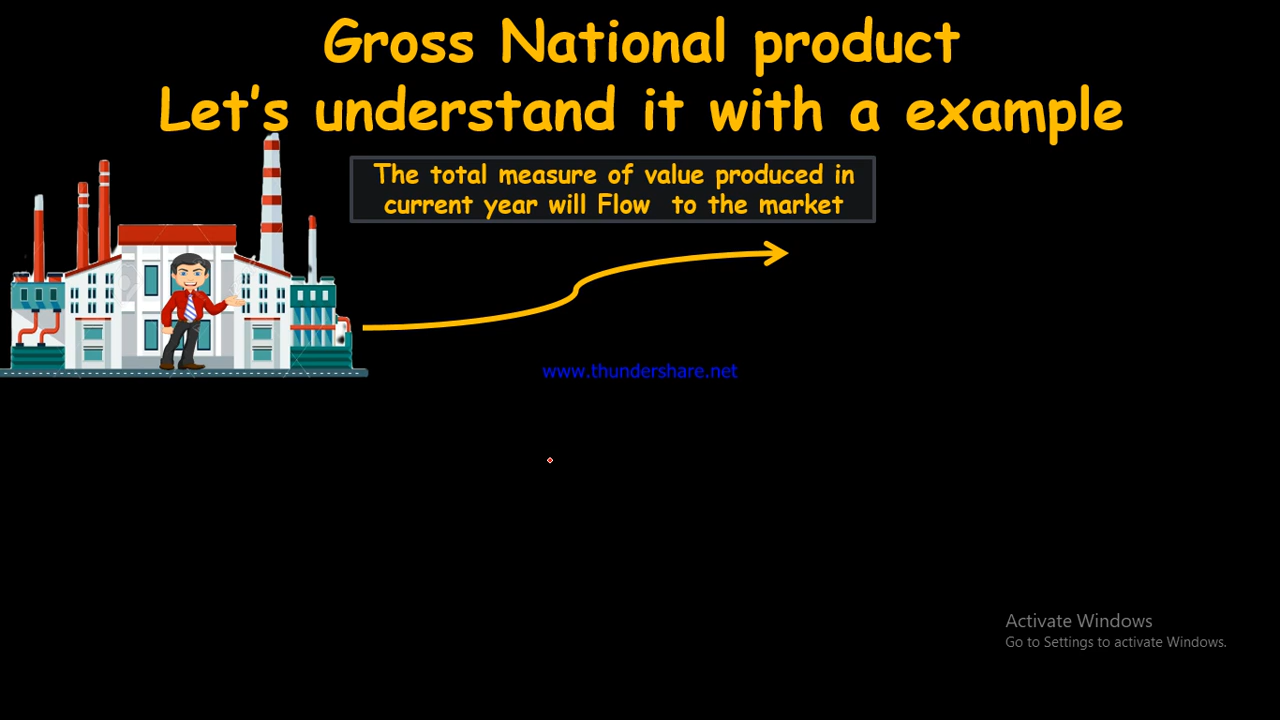 Gross National product
Let's understand it with a example
The total measure of value produced in
current year will Flow to the market
www.thundershare.net
Activate Windows
Go to Settings to activate Windows.